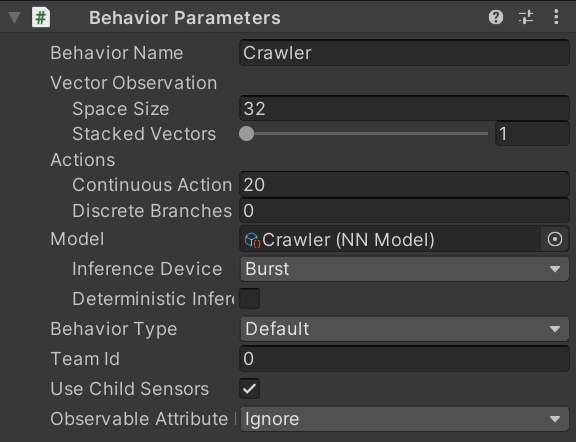 # Behavior Parameters
Behavior Name Crawler
Vector Observation
Space Size 32
Stacked Vectors 1
Actions
Continuous Action 20
Discrete Branches 0
Model Crawler (NN Model)
Inference Device Burst
Deterministic Infere
Behavior Type Default
Team Id 0
Use Child Sensors
Observable Attribute Ignore